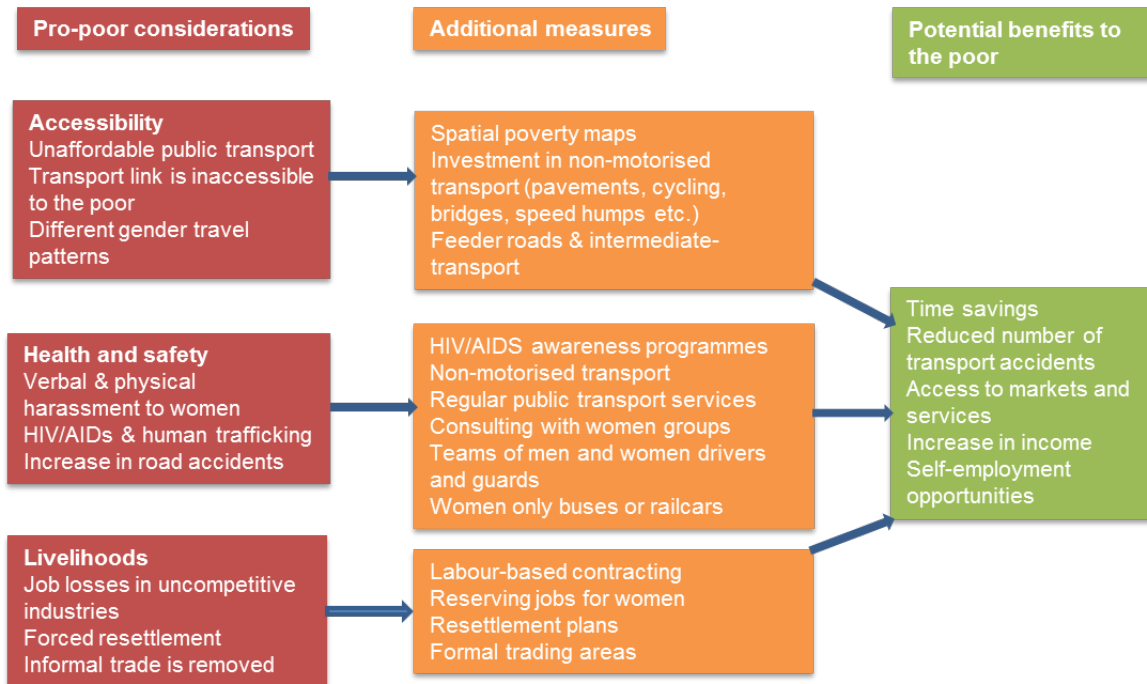 Pro-poor considerations
Additional measures
Potential benefits to
the poor
Accessibility
Unaffordable public transport
Transport link is inaccessible
to the poor
Different gender travel
patterns
Spatial poverty maps
Investment in non-motorised
transport (pavements, cycling,
bridges, speed humps etc.)
Feeder roads & intermediate-
transport
Health and safety
Verbal & physical
harassment to women
HIV/AIDs & human trafficking
Increase in road accidents
HIV/AIDS awareness programmes
Non-motorised transport
Regular public transport services
Consulting with women groups
Teams of men and women drivers
and guards
Women only buses or railcars
Livelihoods
Job losses in uncompetitive
industries
Forced resettlement
Informal trade is removed
Labour-based contracting
Reserving jobs for women
Resettlement plans
Formal trading areas
Time savings
Reduced number of
transport accidents
Access to markets and
services
Increase in income
Self-employment
opportunities